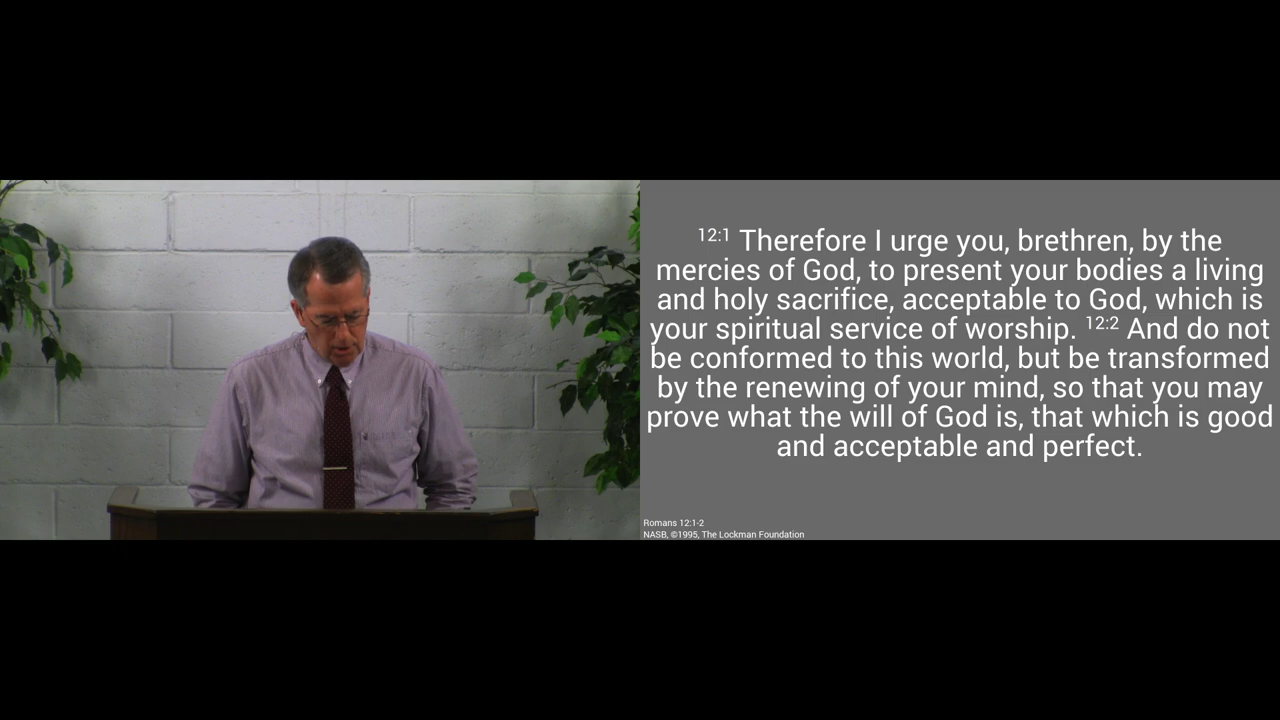 12:1 Therefore I urge you, brethren, by the
mercies of God, to present your bodies a living
and holy sacrifice, acceptable to God, which is
your spiritual service of worship. 12:2 And do not
be conformed to this world, but be transformed
by the renewing of your mind, so that you may
prove what the will of God is, that which is good
and acceptable and perfect.
Romans 12:1-2
NASB, ©1995, The Lockman Foundation